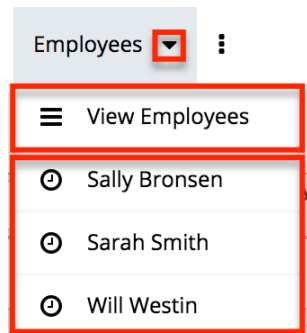 Employees
View Employees
Sally Bronsen
Sarah Smith
Will Westin